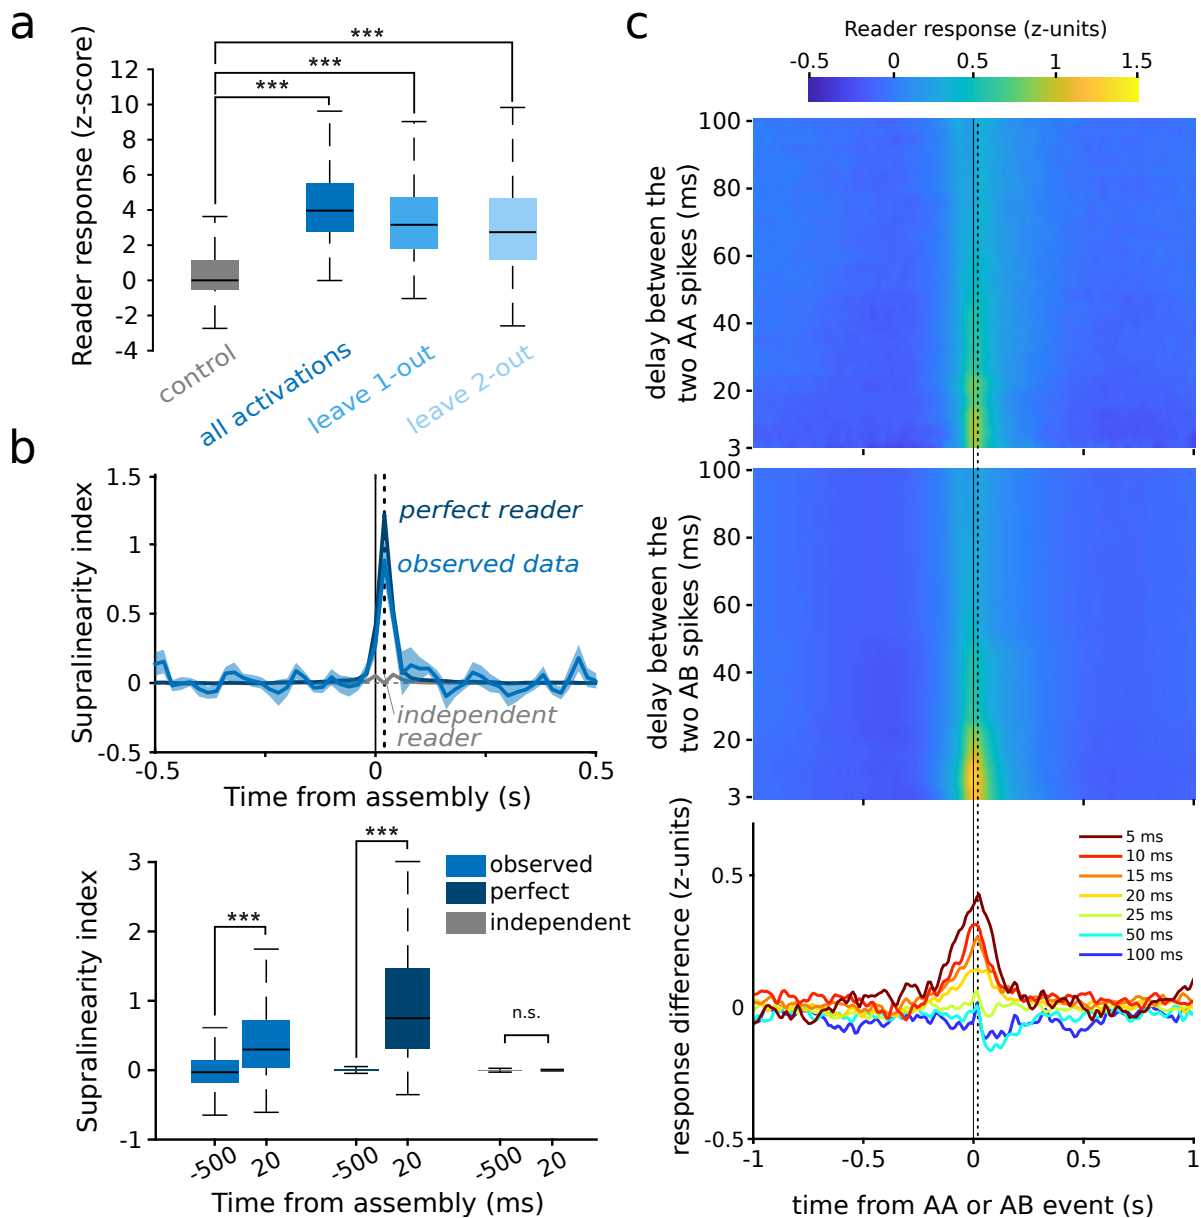 a
Reader response (z-score)
12
10
8
6
4
2
0
-2
-4
***
***
***
control
all activations
leave 1-out
leave 2-out
b
Supralinearity index
1.5
1
0.5
0
-0.5
perfect reader
observed data
independent
reader
-0.5
0
0.5
Time from assembly (s)
Supralinearity index
3
2
1
0
-1
***
***
n.s.
observed
perfect
independent
-500
20
-500
20
-500
20
Time from assembly (ms)
c
Reader response (z-units)
-0.5
0
0.5
1
1.5
delay between the
two AA spikes (ms)
100
80
60
40
20
3
delay between the
two AB spikes (ms)
100
80
60
40
20
3
response difference (z-units)
0.5
0
-0.5
5 ms
10 ms
15 ms
20 ms
25 ms
50 ms
100 ms
-1
-0.5
0
0.5
1
time from AA or AB event (s)